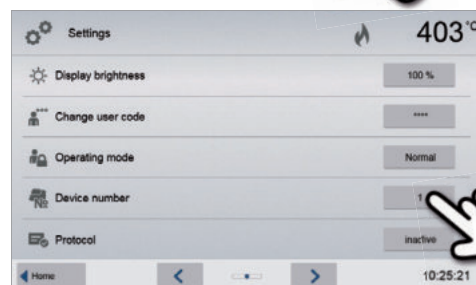 Settings 403 °C
Display brightness 100 %
Change user code ****
Operating mode Normal
Device number 1
Protocol inactive
Home 10:25:21